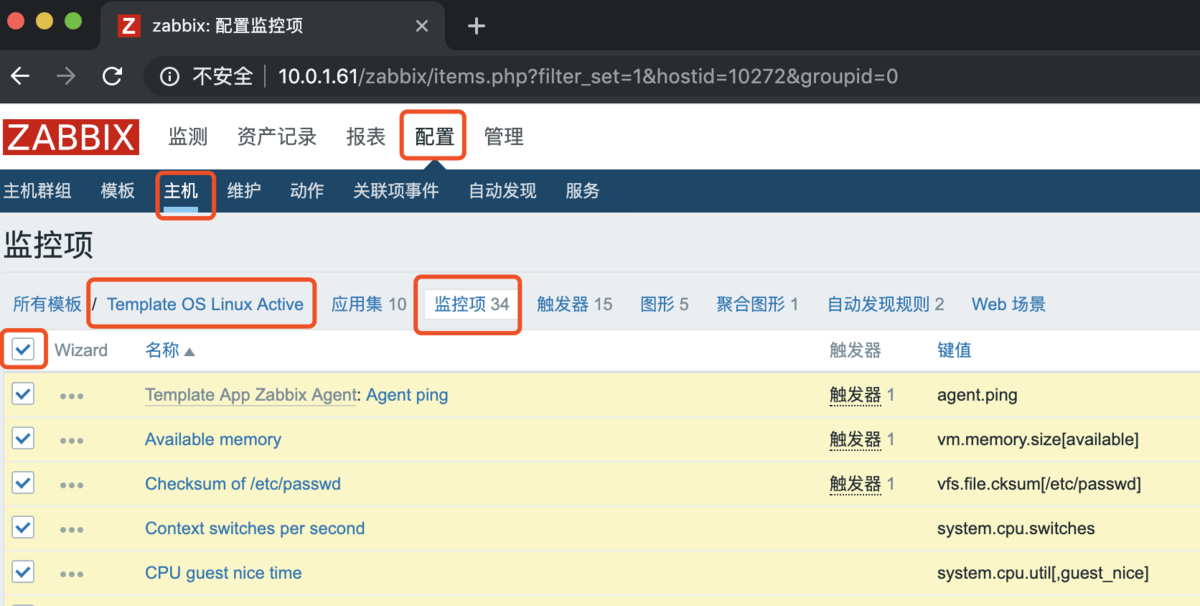 zabbix: 配置监控项
不安全 10.0.1.61/zabbix/items.php?filter_set=1&hostid=10272&groupid=0
ZABBIX 监测 资产记录 报表 配置 管理
主机群组 模板 主机 维护 动作 关联项事件 自动发现 服务
监控项
所有模板 / Template OS Linux Active 应用集 10 监控项 34 触发器 15 图形 5 聚合图形 1 自动发现规则 2 Web 场景
Wizard 名称 触发器 键值
Template App Zabbix Agent: Agent ping 触发器 1 agent.ping
Available memory 触发器 1 vm.memory.size[available]
Checksum of /etc/passwd 触发器 1 vfs.file.cksum[/etc/passwd]
Context switches per second system.cpu.switches
CPU guest nice time system.cpu.util[,guest_nice]